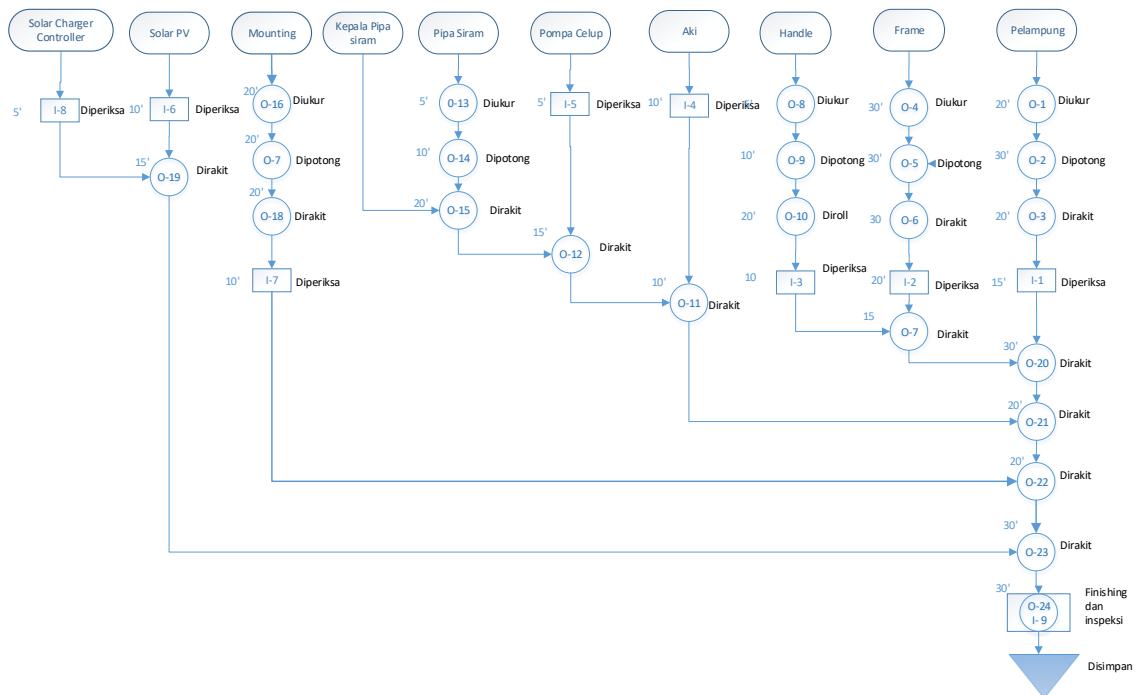 Solar Charger
Controller
Solar PV
Mounting
Kepala Pipa
siram
Pipa Siram
Pompa Celup
Aki
Handle
Frame
Pelampung
5'
I-8
Diperiksa
10'
I-6
Diperiksa
15'
O-19
Dirakit
20'
O-16
Diukur
20'
O-7
Dipotong
20'
O-18
Dirakit
10'
I-7
Diperiksa
5'
0-13
Diukur
10'
O-14
Dipotong
20'
O-15
Dirakit
5'
I-5
Diperiksa
15'
O-12
Dirakit
10'
I-4
Diperiksa
10'
O-11
Dirakit
O-8
Diukur
10'
O-9
Dipotong
20'
O-10
Diroll
10
I-3
Diperiksa
30'
O-4
Diukur
30'
O-5
Dipotong
30
O-6
Dirakit
20'
I-2
Diperiksa
15
O-7
Dirakit
20'
O-1
Diukur
30'
O-2
Dipotong
20'
O-3
Dirakit
15'
I-1
Diperiksa
30'
O-20
Dirakit
20'
O-21
Dirakit
20'
O-22
Dirakit
30'
O-23
Dirakit
30'
O-24
I- 9
Finishing
dan
inspeksi
Disimpan